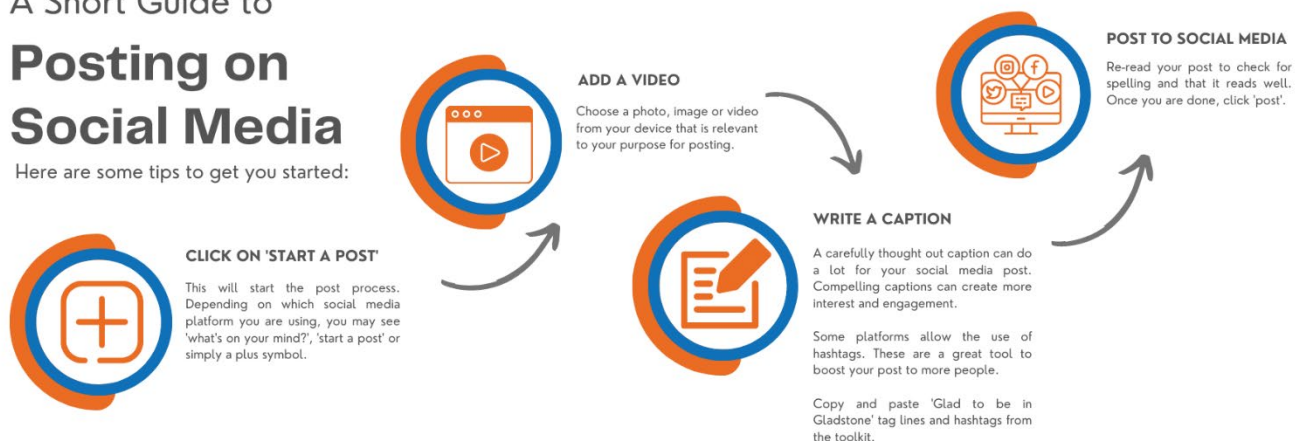 A Short Guide to
Posting on
Social Media
Here are some tips to get you started:
CLICK ON 'START A POST'
This will start the post process.
Depending on which social media
platform you are using, you may see
'what's on your mind?', 'start a post' or
simply a plus symbol.
ADD A VIDEO
Choose a photo, image or video
from your device that is relevant
to your purpose for posting.
WRITE A CAPTION
A carefully thought out caption can do
a lot for your social media post.
Compelling captions can create more
interest and engagement.
Some platforms allow the use of
hashtags. These are a great tool to
boost your post to more people.
Copy and paste 'Glad to be in
Gladstone' tag lines and hashtags from
the toolkit.
POST TO SOCIAL MEDIA
Re-read your post to check for
spelling and that it reads well.
Once you are done, click 'post'.